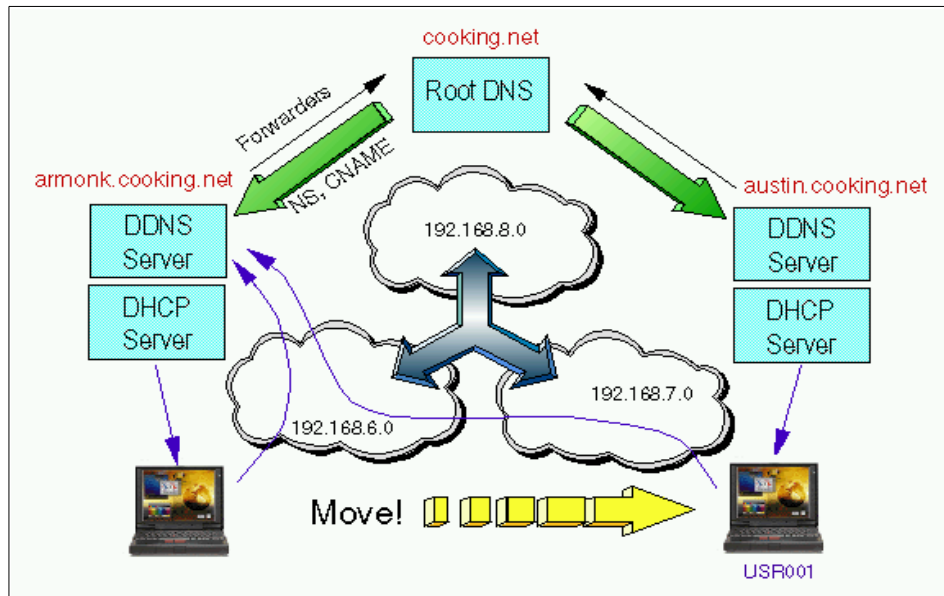 cooking.net
Root DNS
Forwarders
NS, CNAME
armonk.cooking.net
austin.cooking.net
DDNS
Server
DHCP
Server
DDNS
Server
DHCP
Server
192.168.8.0
192.168.6.0
192.168.7.0
Move!
USR001